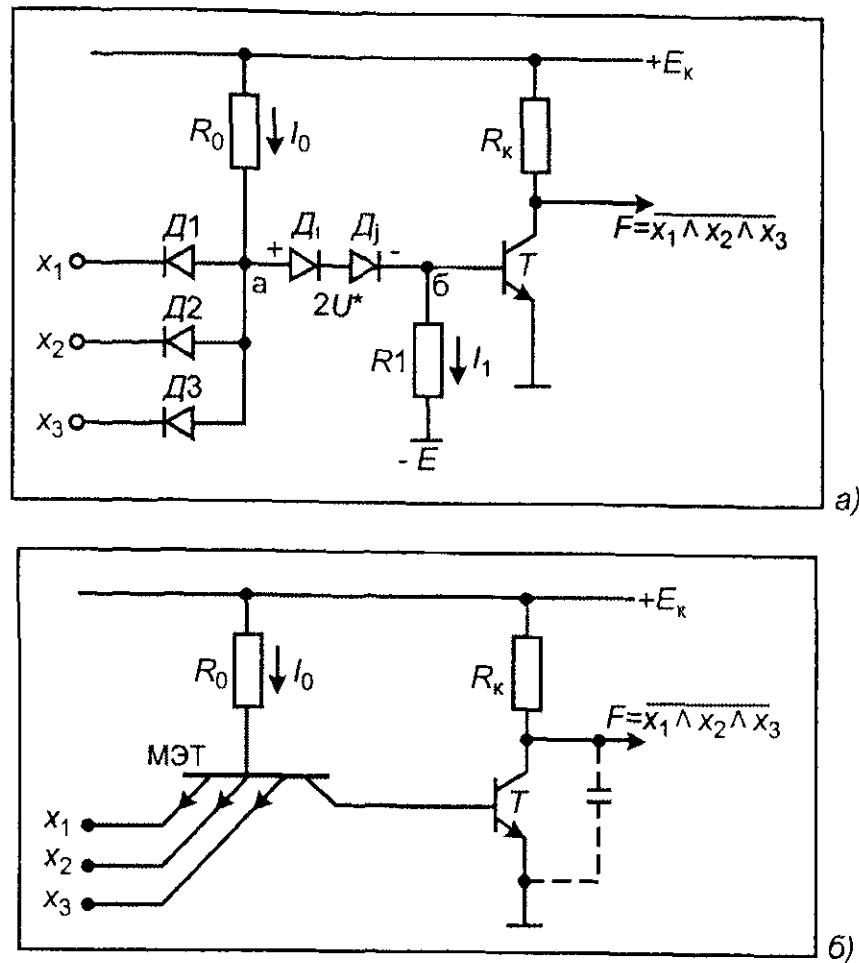 +Eк
R₀ I₀ Rк
Д1 + Дᵢ Дⱼ - T F=x₁ ∧ x₂ ∧ x₃
x₁ a 2U* б
Д2
x₂ R1 I₁
Д3
x₃
- E
а)
+Eк
R₀ I₀ Rк
F=x₁ ∧ x₂ ∧ x₃
МЭТ
T
x₁
x₂
x₃
б)